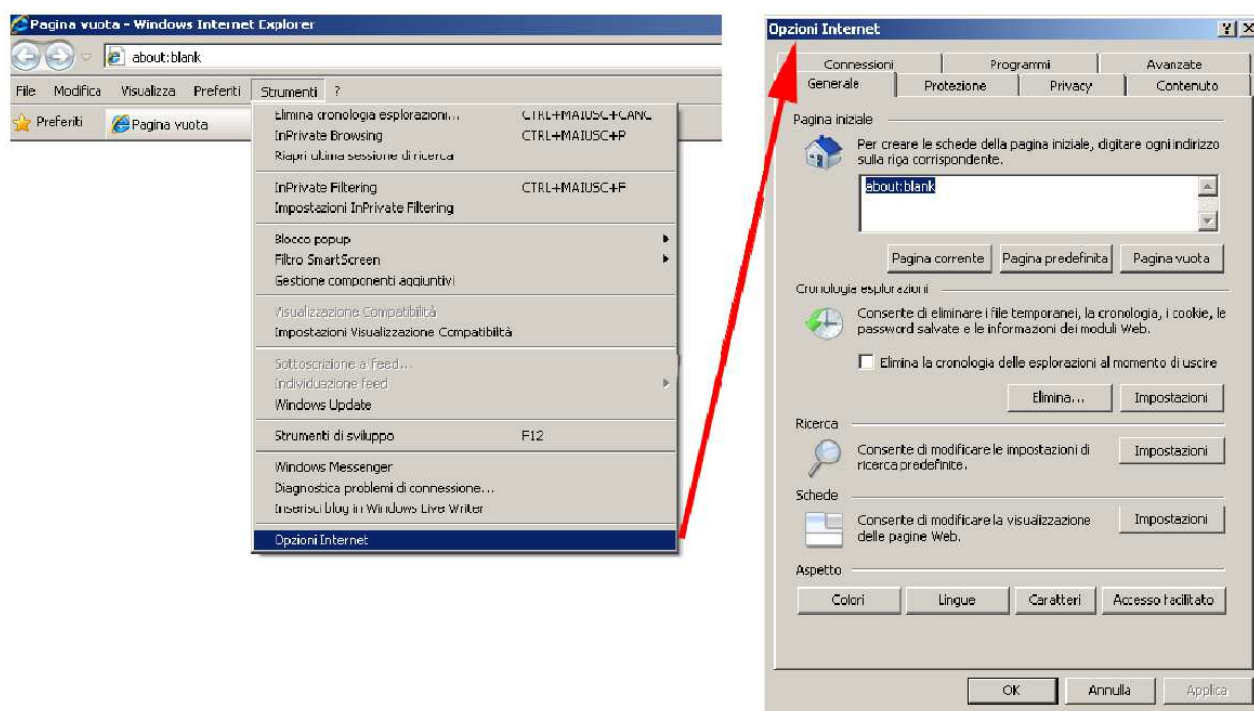 Pagina vuota - Windows Internet Explorer
about:blank
File Modifica Visualizza Preferiti Strumenti ?
Preferiti Pagina vuota
Elimina cronologia esplorazioni... CTRL+MAIUSC+CANC
InPrivate Browsing CTRL+MAIUSC+P
Riapri ultima sessione di ricerca
InPrivate Filtering CTRL+MAIUSC+F
Impostazioni InPrivate Filtering
Blocco popup
Filtro SmartScreen
Gestione componenti aggiuntivi
Visualizzazione Compatibilità
Impostazioni Visualizzazione Compatibiltà
Sottoscrizione a feed...
Individuazione feed
Windows Update
Strumenti di sviluppo F12
Windows Messenger
Diagnostica problemi di connessione...
Inserisci blog in Windows Live Writer
Opzioni Internet
Opzioni Internet
Connessioni Programmi Avanzate
Generale Protezione Privacy Contenuto
Pagina iniziale
Per creare le schede della pagina iniziale, digitare ogni indirizzo
sulla riga corrispondente.
about:blank
Pagina corrente Pagina predefinita Pagina vuota
Cronologia esplorazioni
Consente di eliminare i file temporanei, la cronologia, i cookie, le
password salvate e le informazioni dei moduli Web.
Elimina la cronologia delle esplorazioni al momento di uscire
Elimina... Impostazioni
Ricerca
Consente di modificare le impostazioni di
ricerca predefinite.
Impostazioni
Schede
Consente di modificare la visualizzazione
delle pagine Web.
Impostazioni
Aspetto
Colori Lingue Caratteri Accesso facilitato
OK Annulla Applica